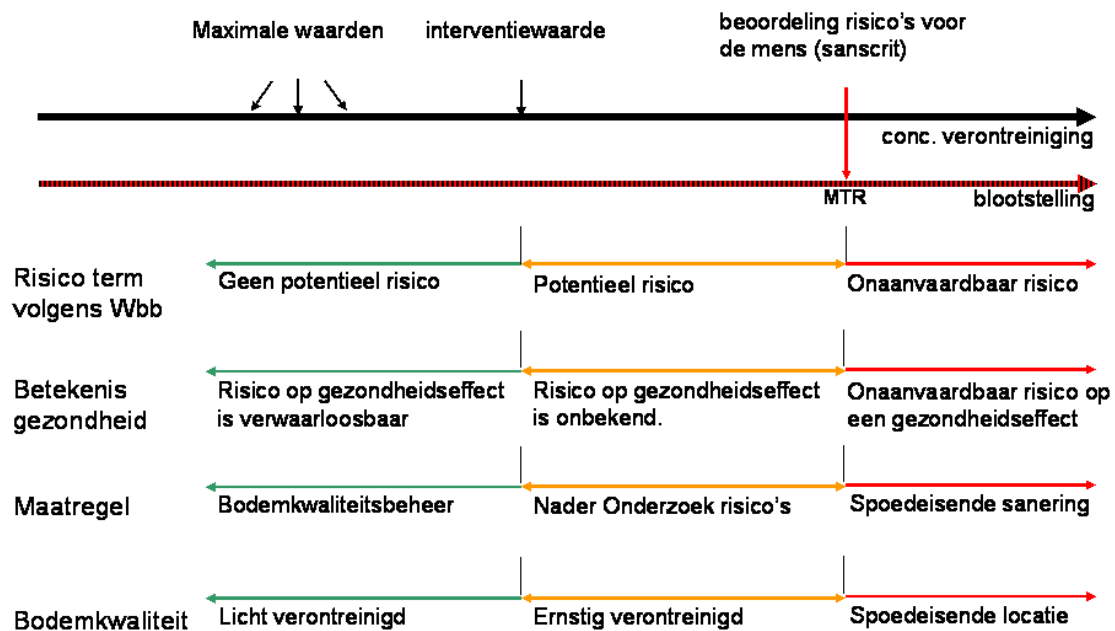 Maximale waarden
interventiewaarde
beoordeling risico's voor
de mens (sanscrit)
conc. verontreiniging
MTR
blootstelling
Risico term
volgens Wbb
Geen potentieel risico
Potentieel risico
Onaanvaardbaar risico
Betekenis
gezondheid
Risico op gezondheidseffect
is verwaarloosbaar
Risico op gezondheidseffect
is onbekend.
Onaanvaardbaar risico op
een gezondheidseffect
Maatregel
Bodemkwaliteitsbeheer
Nader Onderzoek risico's
Spoedeisende sanering
Bodemkwaliteit
Licht verontreinigd
Ernstig verontreinigd
Spoedeisende locatie